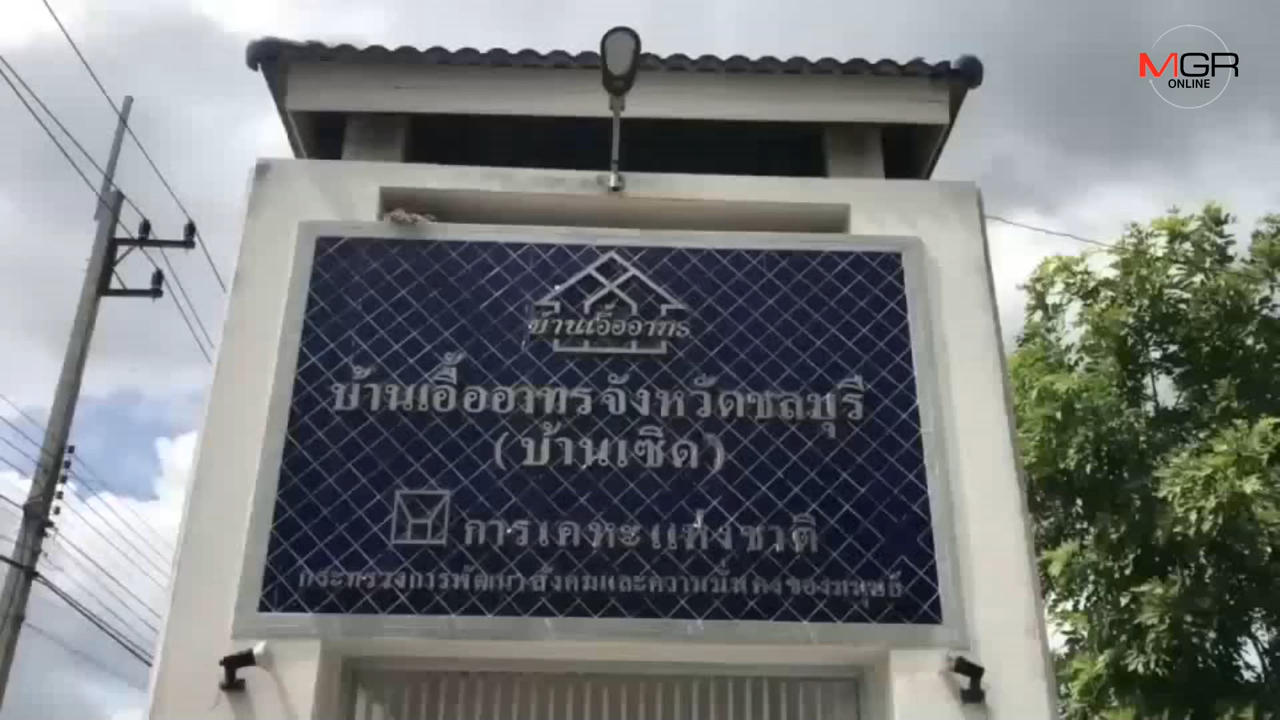 MGR
ONLINE
บ้านเอื้ออาทร
บ้านเอื้ออาทรจังหวัดชลบุรี
(บ้านเซิด)
การเคหะแห่งชาติ
กระทรวงการพัฒนาสังคมและความมั่นคงของมนุษย์